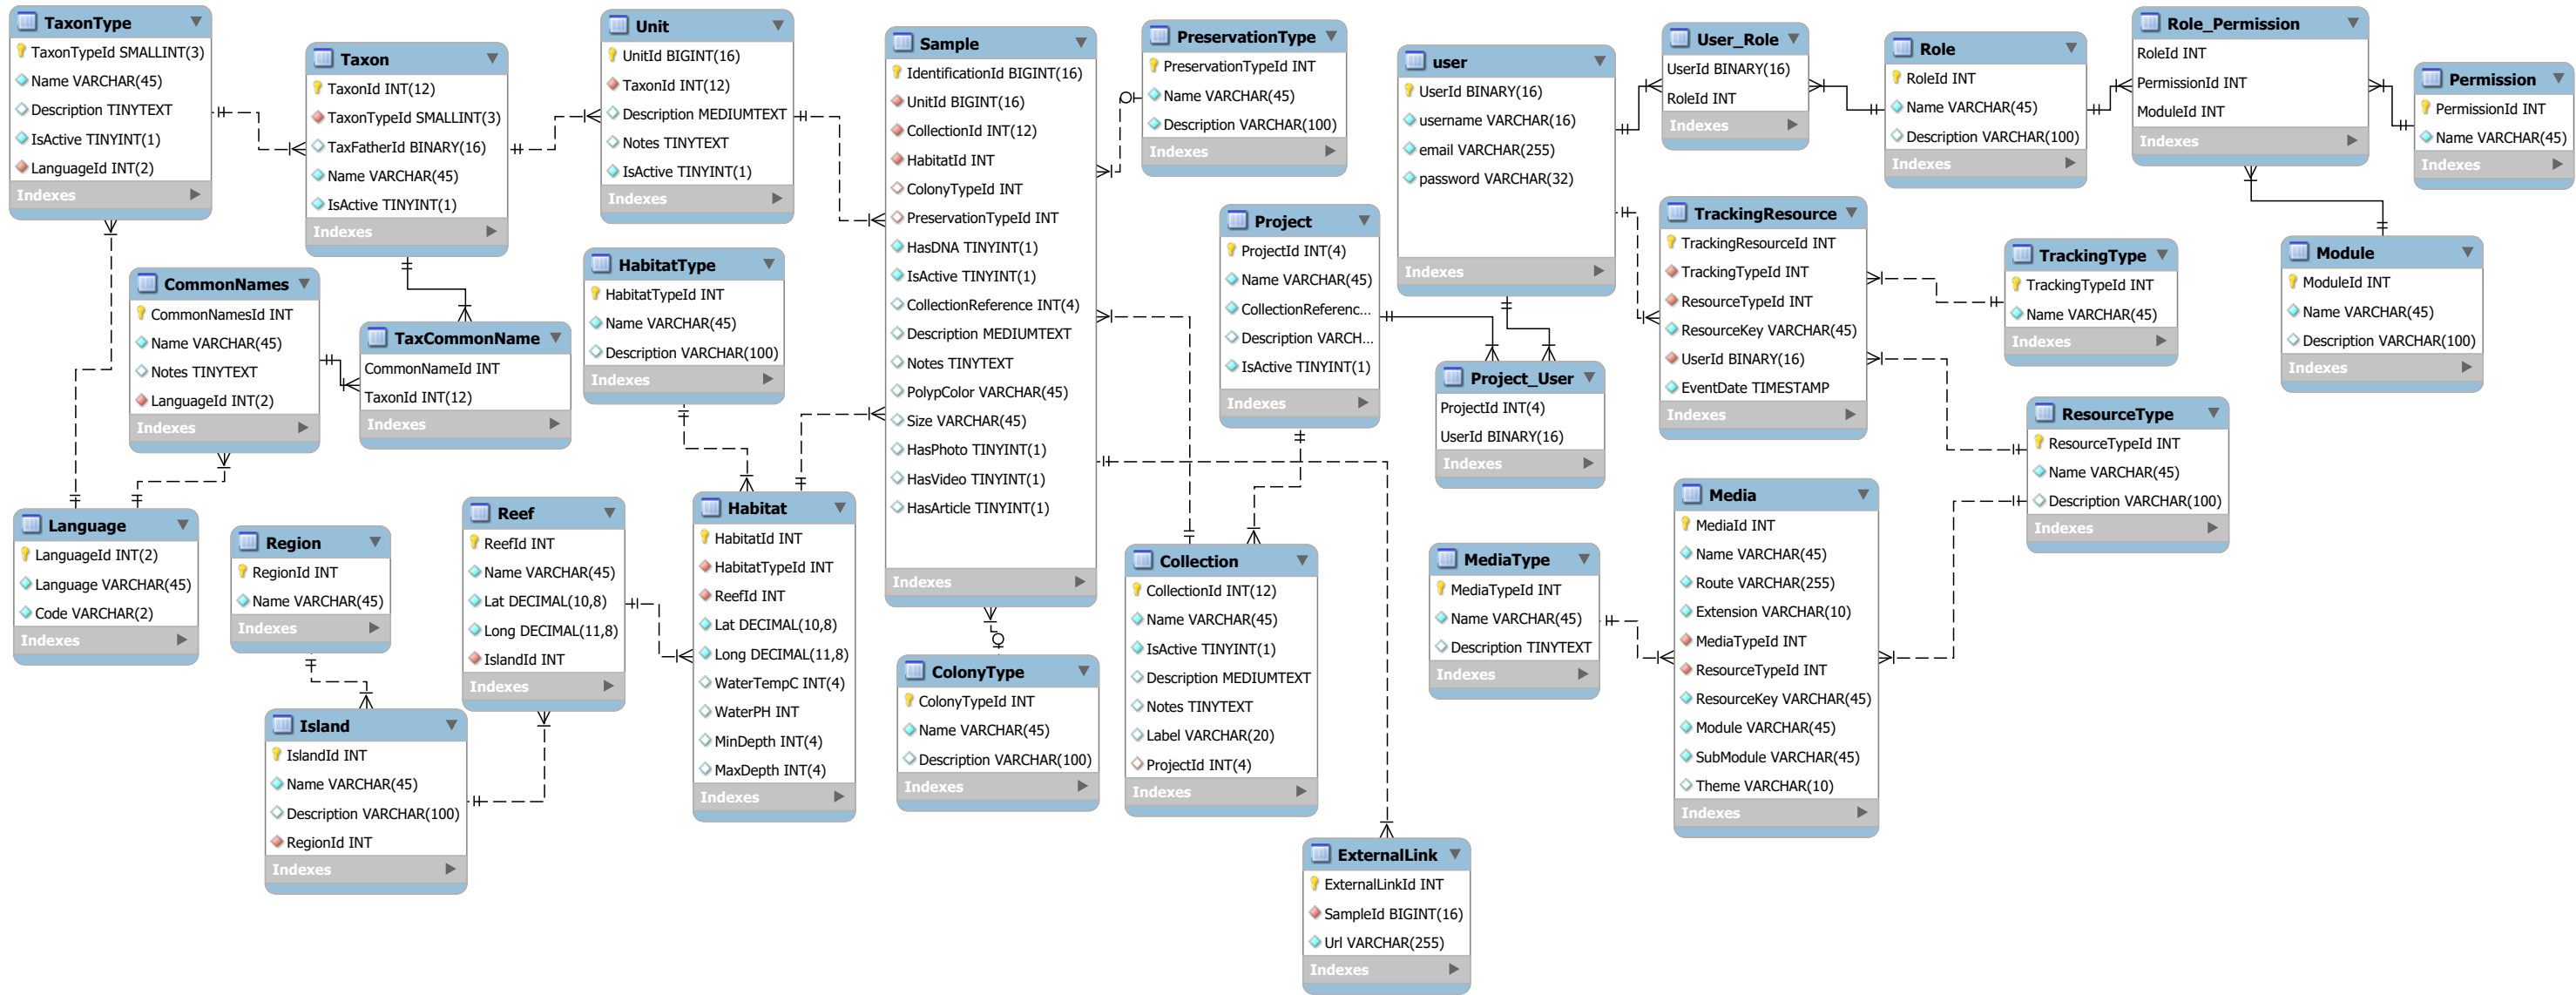 TaxonType
TaxonTypeId SMALLINT(3)
Name VARCHAR(45)
Description TINYTEXT
IsActive TINYINT(1)
LanguageId INT(2)
Indexes
Taxon
TaxonId INT(12)
TaxonTypeId SMALLINT(3)
TaxFatherId BINARY(16)
Name VARCHAR(45)
IsActive TINYINT(1)
Indexes
Unit
UnitId BIGINT(16)
TaxonId INT(12)
Description MEDIUMTEXT
Notes TINYTEXT
IsActive TINYINT(1)
Indexes
Sample
IdentificationId BIGINT(16)
UnitId BIGINT(16)
CollectionId INT(12)
HabitatId INT
ColonyTypeId INT
PreservationTypeId INT
HasDNA TINYINT(1)
IsActive TINYINT(1)
CollectionReference INT(4)
Description MEDIUMTEXT
Notes TINYTEXT
PolypColor VARCHAR(45)
Size VARCHAR(45)
HasPhoto TINYINT(1)
HasVideo TINYINT(1)
HasArticle TINYINT(1)
Indexes
PreservationType
PreservationTypeId INT
Name VARCHAR(45)
Description VARCHAR(100)
Indexes
user
UserId BINARY(16)
username VARCHAR(16)
email VARCHAR(255)
password VARCHAR(32)
Indexes
User_Role
UserId BINARY(16)
RoleId INT
Indexes
Role
RoleId INT
Name VARCHAR(45)
Description VARCHAR(100)
Indexes
Role_Permission
RoleId INT
PermissionId INT
ModuleId INT
Indexes
Permission
PermissionId INT
Name VARCHAR(45)
Indexes
CommonNames
CommonNamesId INT
Name VARCHAR(45)
Notes TINYTEXT
LanguageId INT(2)
Indexes
TaxCommonName
CommonNameId INT
TaxonId INT(12)
Indexes
HabitatType
HabitatTypeId INT
Name VARCHAR(45)
Description VARCHAR(100)
Indexes
Project
ProjectId INT(4)
Name VARCHAR(45)
CollectionReferenc...
Description VARCH...
IsActive TINYINT(1)
Indexes
Project_User
ProjectId INT(4)
UserId BINARY(16)
Indexes
TrackingResource
TrackingResourceId INT
TrackingTypeId INT
ResourceTypeId INT
ResourceKey VARCHAR(45)
UserId BINARY(16)
EventDate TIMESTAMP
Indexes
TrackingType
TrackingTypeId INT
Name VARCHAR(45)
Indexes
Module
ModuleId INT
Name VARCHAR(45)
Description VARCHAR(100)
Indexes
ResourceType
ResourceTypeId INT
Name VARCHAR(45)
Description VARCHAR(100)
Indexes
Language
LanguageId INT(2)
Language VARCHAR(45)
Code VARCHAR(2)
Indexes
Region
RegionId INT
Name VARCHAR(45)
Indexes
Reef
ReefId INT
Name VARCHAR(45)
Lat DECIMAL(10,8)
Long DECIMAL(11,8)
IslandId INT
Indexes
Habitat
HabitatId INT
HabitatTypeId INT
ReefId INT
Lat DECIMAL(10,8)
Long DECIMAL(11,8)
WaterTempC INT(4)
WaterPH INT
MinDepth INT(4)
MaxDepth INT(4)
Indexes
Island
IslandId INT
Name VARCHAR(45)
Description VARCHAR(100)
RegionId INT
Indexes
ColonyType
ColonyTypeId INT
Name VARCHAR(45)
Description VARCHAR(100)
Indexes
Collection
CollectionId INT(12)
Name VARCHAR(45)
IsActive TINYINT(1)
Description MEDIUMTEXT
Notes TINYTEXT
Label VARCHAR(20)
ProjectId INT(4)
Indexes
MediaType
MediaTypeId INT
Name VARCHAR(45)
Description TINYTEXT
Indexes
Media
MediaId INT
Name VARCHAR(45)
Route VARCHAR(255)
Extension VARCHAR(10)
MediaTypeId INT
ResourceTypeId INT
ResourceKey VARCHAR(45)
Module VARCHAR(45)
SubModule VARCHAR(45)
Theme VARCHAR(10)
Indexes
ExternalLink
ExternalLinkId INT
SampleId BIGINT(16)
Url VARCHAR(255)
Indexes